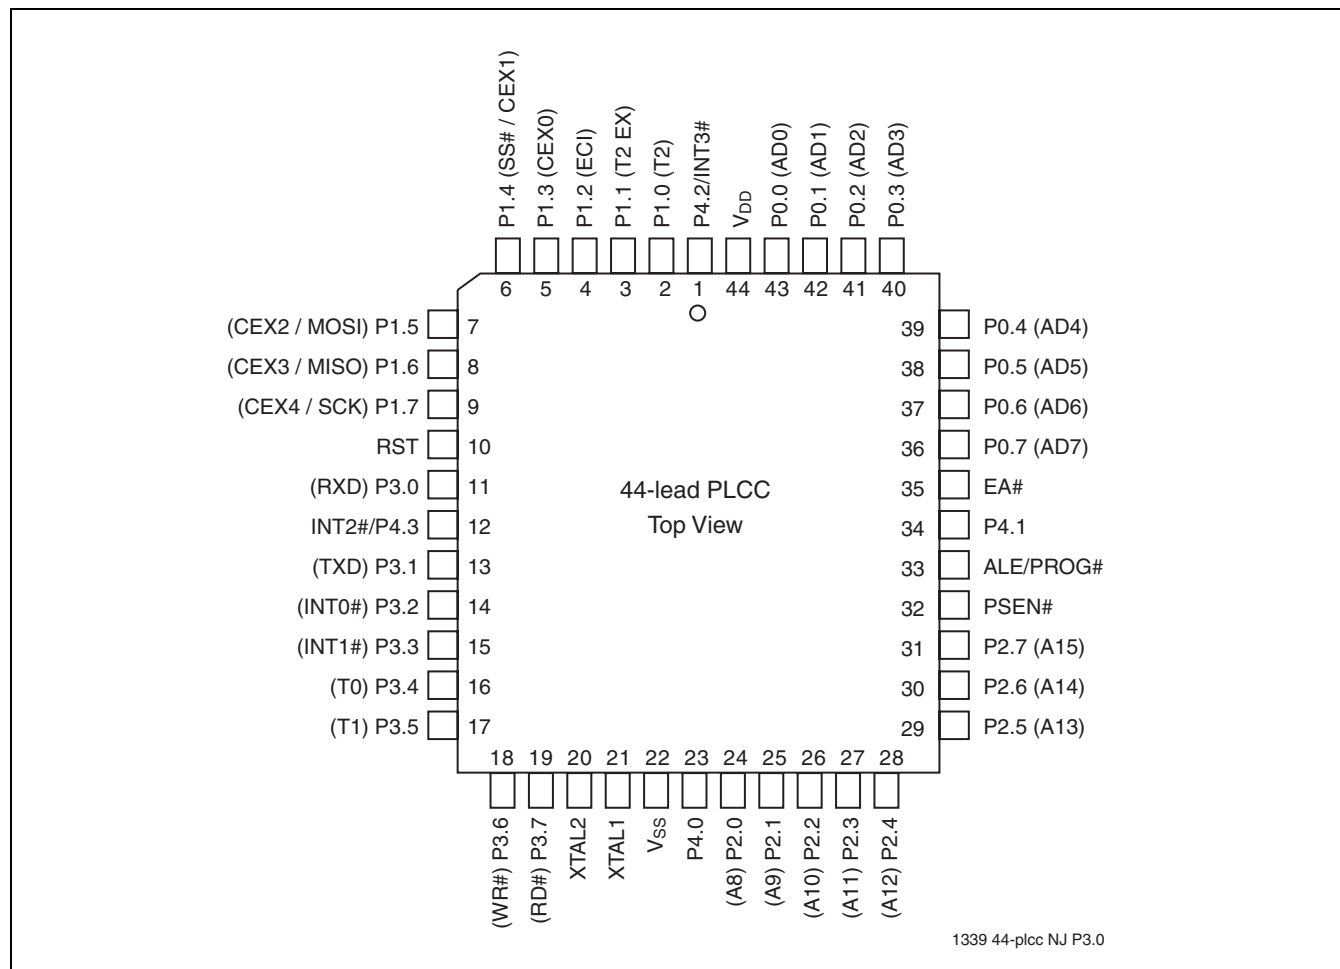 P1.4 (SS# / CEX1)
P1.3 (CEX0)
P1.2 (ECI)
P1.1 (T2 EX)
P1.0 (T2)
P4.2/INT3#
VDD
P0.0 (AD0)
P0.1 (AD1)
P0.2 (AD2)
P0.3 (AD3)
6 5 4 3 2 1 44 43 42 41 40
(CEX2 / MOSI) P1.5 7
(CEX3 / MISO) P1.6 8
(CEX4 / SCK) P1.7 9
RST 10
(RXD) P3.0 11
INT2#/P4.3 12
(TXD) P3.1 13
(INT0#) P3.2 14
(INT1#) P3.3 15
(T0) P3.4 16
(T1) P3.5 17
44-lead PLCC
Top View
39 P0.4 (AD4)
38 P0.5 (AD5)
37 P0.6 (AD6)
36 P0.7 (AD7)
35 EA#
34 P4.1
33 ALE/PROG#
32 PSEN#
31 P2.7 (A15)
30 P2.6 (A14)
29 P2.5 (A13)
18 19 20 21 22 23 24 25 26 27 28
(WR#) P3.6
(RD#) P3.7
XTAL2
XTAL1
VSS
P4.0
(A8) P2.0
(A9) P2.1
(A10) P2.2
(A11) P2.3
(A12) P2.4
1339 44-plcc NJ P3.0